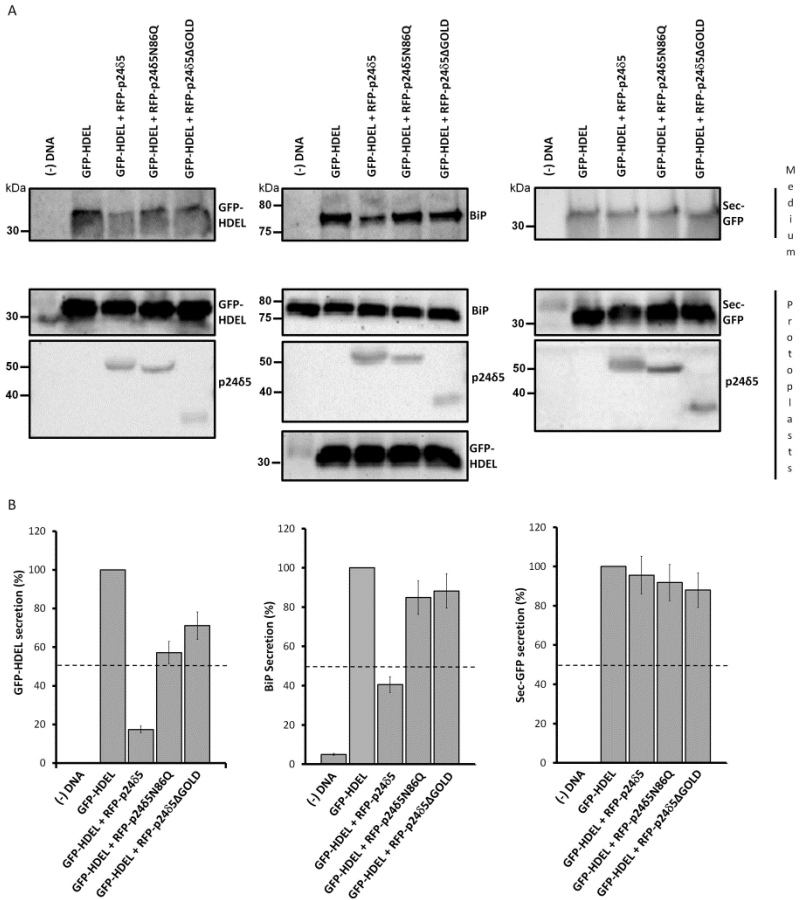 A
(-) DNA
GFP-HDEL
GFP-HDEL + RFP-p24δ5
GFP-HDEL + RFP-p24δ5N86Q
GFP-HDEL + RFP-p24δ5ΔGOLD
(-) DNA
GFP-HDEL
GFP-HDEL + RFP-p24δ5
GFP-HDEL + RFP-p24δ5N86Q
GFP-HDEL + RFP-p24δ5ΔGOLD
(-) DNA
GFP-HDEL
GFP-HDEL + RFP-p24δ5
GFP-HDEL + RFP-p24δ5N86Q
GFP-HDEL + RFP-p24δ5ΔGOLD
kDa
30
GFP-
HDEL
kDa
80
75
BiP
kDa
30
Sec-
GFP
Medium
30
GFP-
HDEL
80
75
BiP
30
Sec-
GFP
50
40
p24δ5
50
40
p24δ5
50
40
p24δ5
30
GFP-
HDEL
Protoplasts
B
GFP-HDEL secretion (%)
120
100
80
60
40
20
0
(-) DNA
GFP-HDEL
GFP-HDEL + RFP-p24δ5
GFP-HDEL + RFP-p24δ5N86Q
GFP-HDEL + RFP-p24δ5ΔGOLD
BiP Secretion (%)
120
100
80
60
40
20
0
(-) DNA
GFP-HDEL
GFP-HDEL + RFP-p24δ5
GFP-HDEL + RFP-p24δ5N86Q
GFP-HDEL + RFP-p24δ5ΔGOLD
Sec-GFP secretion (%)
120
100
80
60
40
20
0
(-) DNA
GFP-HDEL
GFP-HDEL + RFP-p24δ5
GFP-HDEL + RFP-p24δ5N86Q
GFP-HDEL + RFP-p24δ5ΔGOLD